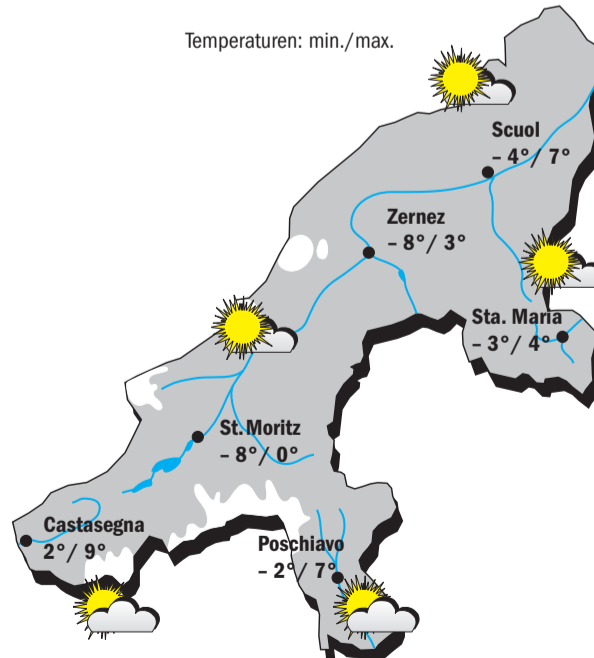 Temperaturen: min./max.
Scuol
– 4°/ 7°
Zernez
– 8°/ 3°
Sta. Maria
– 3°/ 4°
St. Moritz
– 8°/ 0°
Castasegna
2°/ 9°
Poschiavo
– 2°/ 7°